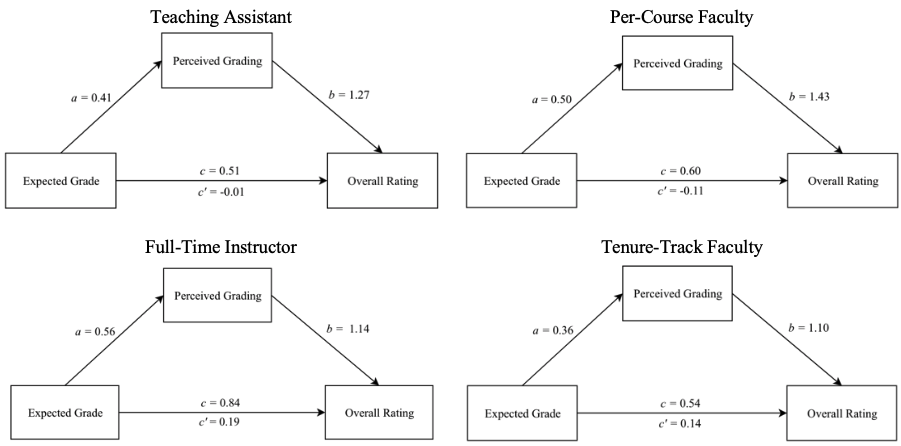 Teaching Assistant
Perceived Grading
a = 0.41
b = 1.27
Expected Grade
c = 0.51
c' = -0.01
Overall Rating
Per-Course Faculty
Perceived Grading
a = 0.50
b = 1.43
Expected Grade
c = 0.60
c' = -0.11
Overall Rating
Full-Time Instructor
Perceived Grading
a = 0.56
b = 1.14
Expected Grade
c = 0.84
c' = 0.19
Overall Rating
Tenure-Track Faculty
Perceived Grading
a = 0.36
b = 1.10
Expected Grade
c = 0.54
c' = 0.14
Overall Rating